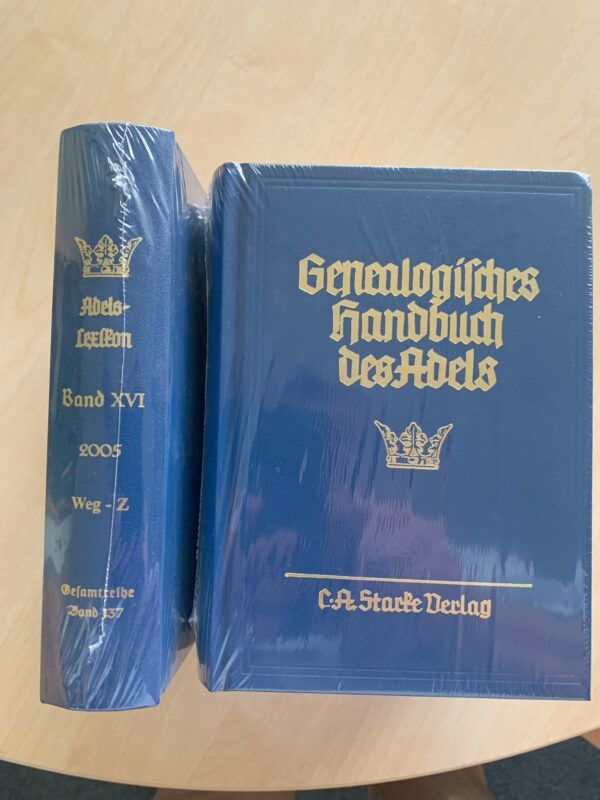 Adels-
Lexikon
Band XVI
2005
Weg - Z
Gesamtreihe
Band 137
Genealogisches
Handbuch
des Adels
C. A. Starke Verlag